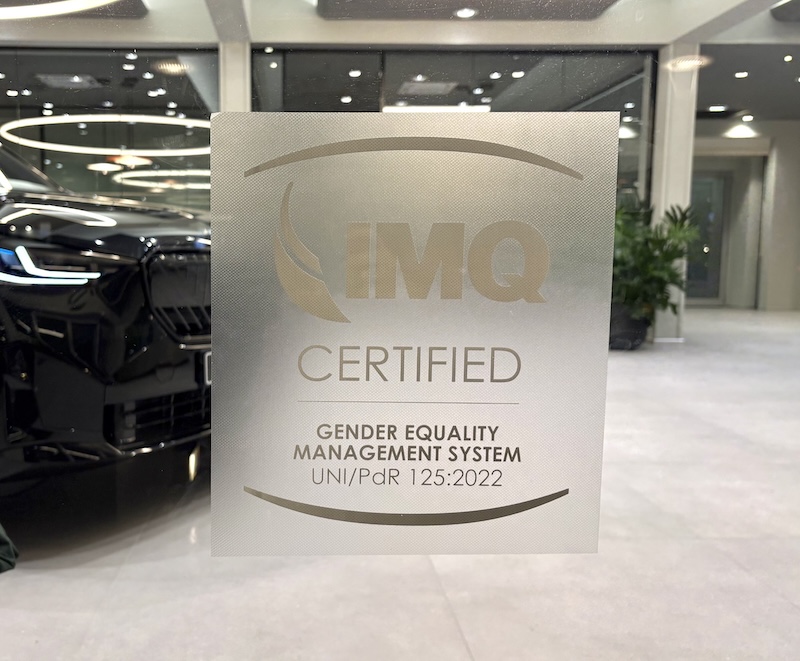 IMQ
CERTIFIED
GENDER EQUALITY
MANAGEMENT SYSTEM
UNI/PdR 125:2022